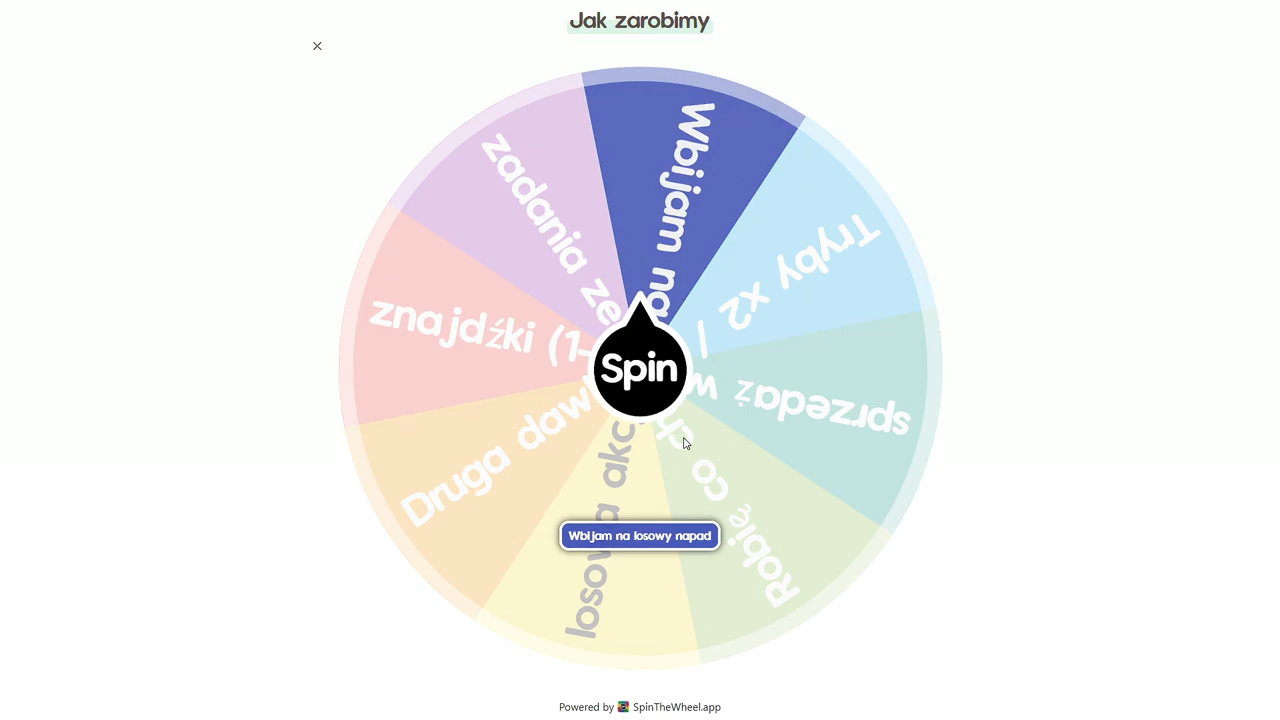 Jak zarobimy
Wbijam na
Tryby x2 /
sprzedaż w
Robię co ch
losowa akc
Druga daw
znajdźki (1-
zadania ze
Spin
Wbijam na losowy napad
Powered by SpinTheWheel.app